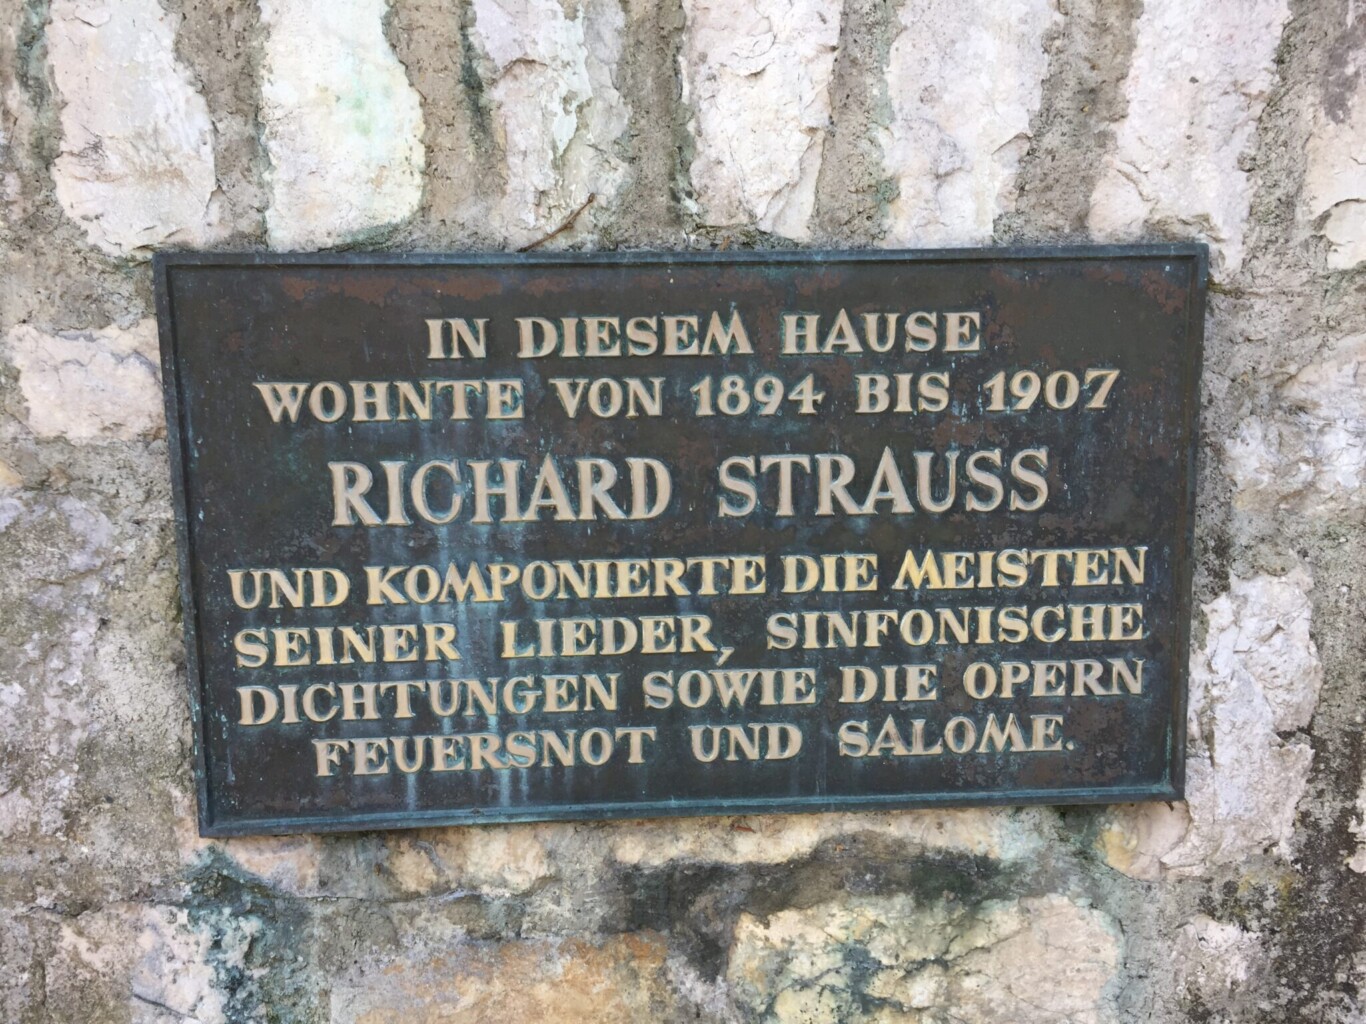 IN DIESEM HAUSE
WOHNTE VON 1894 BIS 1907
RICHARD STRAUSS
UND KOMPONIERTE DIE MEISTEN
SEINER LIEDER, SINFONISCHE
DICHTUNGEN SOWIE DIE OPERN
FEUERSNOT UND SALOME.